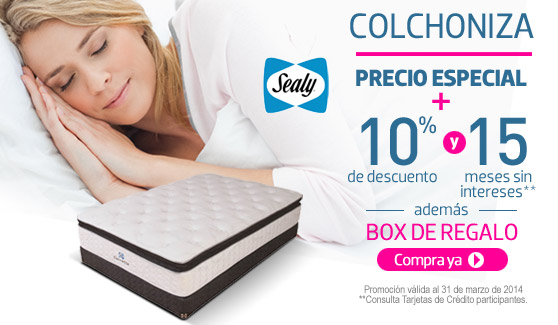 COLCHONIZA
Sealy
PRECIO ESPECIAL
+
10% y 15
de descuento
meses sin
intereses**
además
BOX DE REGALO
Compra ya
Promoción válida al 31 de marzo de 2014
**Consulta Tarjetas de Crédito participantes.